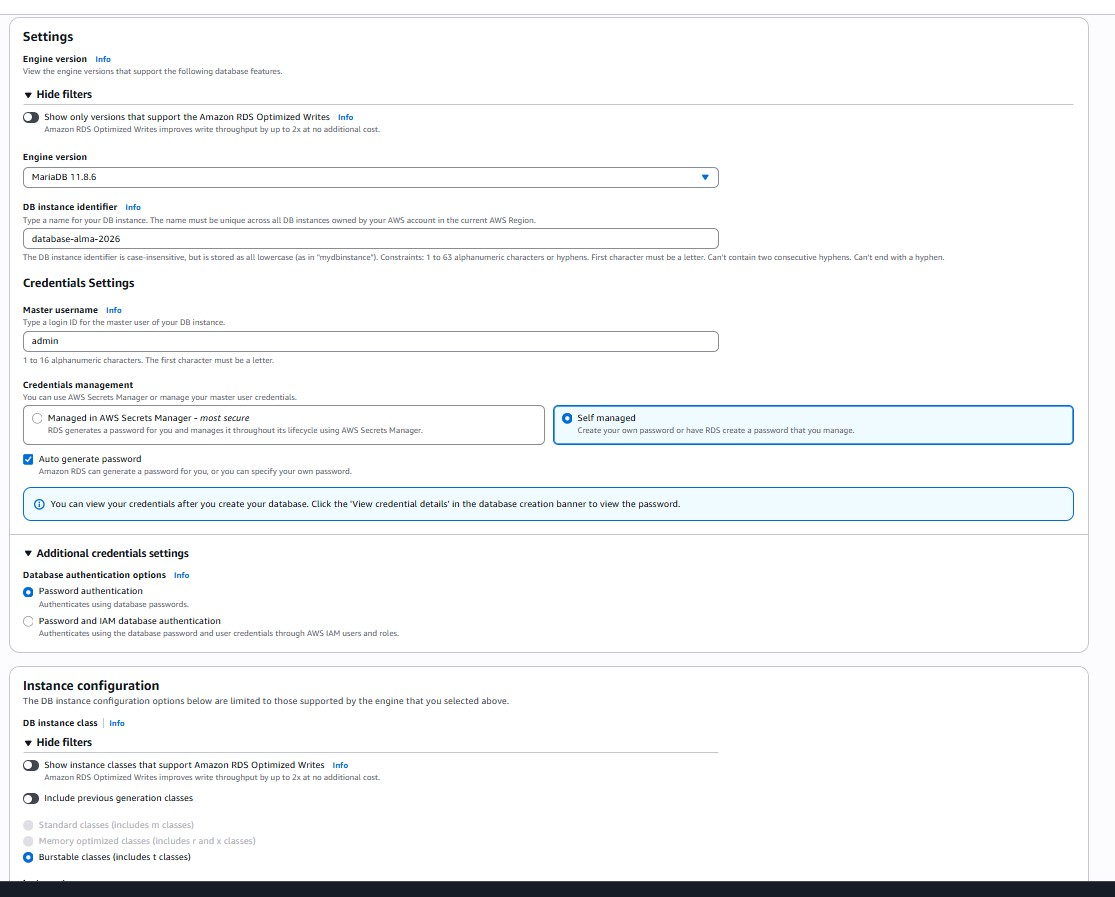 Settings
Engine version Info
View the engine versions that support the following database features.
Hide filters
Show only versions that support the Amazon RDS Optimized Writes Info
Amazon RDS Optimized Writes improves write throughput by up to 2x at no additional cost.
Engine version
MariaDB 11.8.6
DB instance identifier Info
Type a name for your DB instance. The name must be unique across all DB instances owned by your AWS account in the current AWS Region.
database-alma-2026
The DB instance identifier is case-insensitive, but is stored as all lowercase (as in "mydbinstance"). Constraints: 1 to 63 alphanumeric characters or hyphens. First character must be a letter. Can't contain two consecutive hyphens. Can't end with a hyphen.
Credentials Settings
Master username Info
Type a login ID for the master user of your DB instance.
admin
1 to 16 alphanumeric characters. The first character must be a letter.
Credentials management
You can use AWS Secrets Manager or manage your master user credentials.
Managed in AWS Secrets Manager - most secure
RDS generates a password for you and manages it throughout its lifecycle using AWS Secrets Manager.
Self managed
Create your own password or have RDS create a password that you manage.
Auto generate password
Amazon RDS can generate a password for you, or you can specify your own password.
You can view your credentials after you create your database. Click the 'View credential details' in the database creation banner to view the password.
Additional credentials settings
Database authentication options Info
Password authentication
Authenticates using database passwords.
Password and IAM database authentication
Authenticates using the database password and user credentials through AWS IAM users and roles.
Instance configuration
The DB instance configuration options below are limited to those supported by the engine that you selected above.
DB instance class Info
Hide filters
Show instance classes that support Amazon RDS Optimized Writes Info
Amazon RDS Optimized Writes improves write throughput by up to 2x at no additional cost.
Include previous generation classes
Standard classes (includes m classes)
Memory optimized classes (includes r and x classes)
Burstable classes (includes t classes)